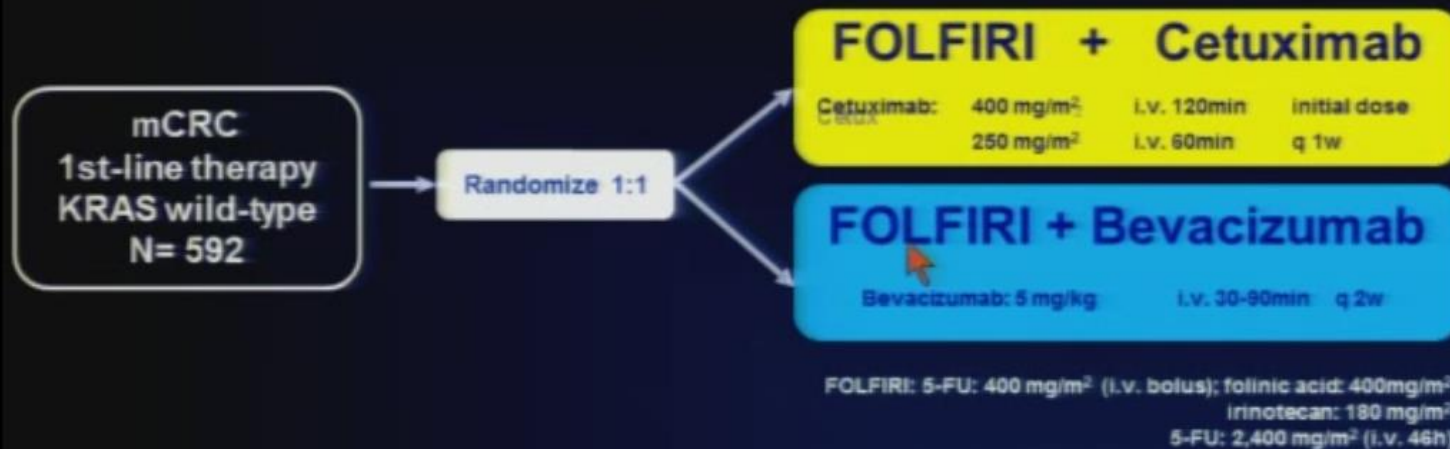 mCRC
1st-line therapy
KRAS wild-type
N= 592
Randomize 1:1
FOLFIRI + Cetuximab
Cetuximab: 400 mg/m² i.v. 120min initial dose
Cetux
250 mg/m² i.v. 60min q 1w
FOLFIRI + Bevacizumab
Bevacizumab: 5 mg/kg i.v. 30-90min q 2w
FOLFIRI: 5-FU: 400 mg/m² (i.v. bolus); folinic acid: 400mg/m²
irinotecan: 180 mg/m²
5-FU: 2,400 mg/m² (i.v. 46h)